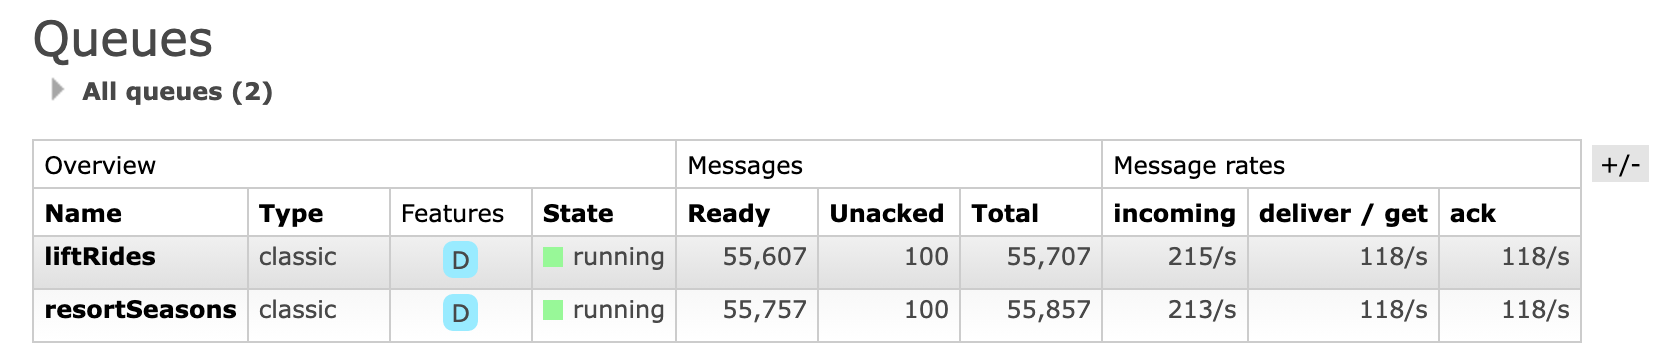 Queues
All queues (2)
Overview Messages Message rates +/-
Name Type Features State Ready Unacked Total incoming deliver / get ack
liftRides classic D running 55,607 100 55,707 215/s 118/s 118/s
resortSeasons classic D running 55,757 100 55,857 213/s 118/s 118/s